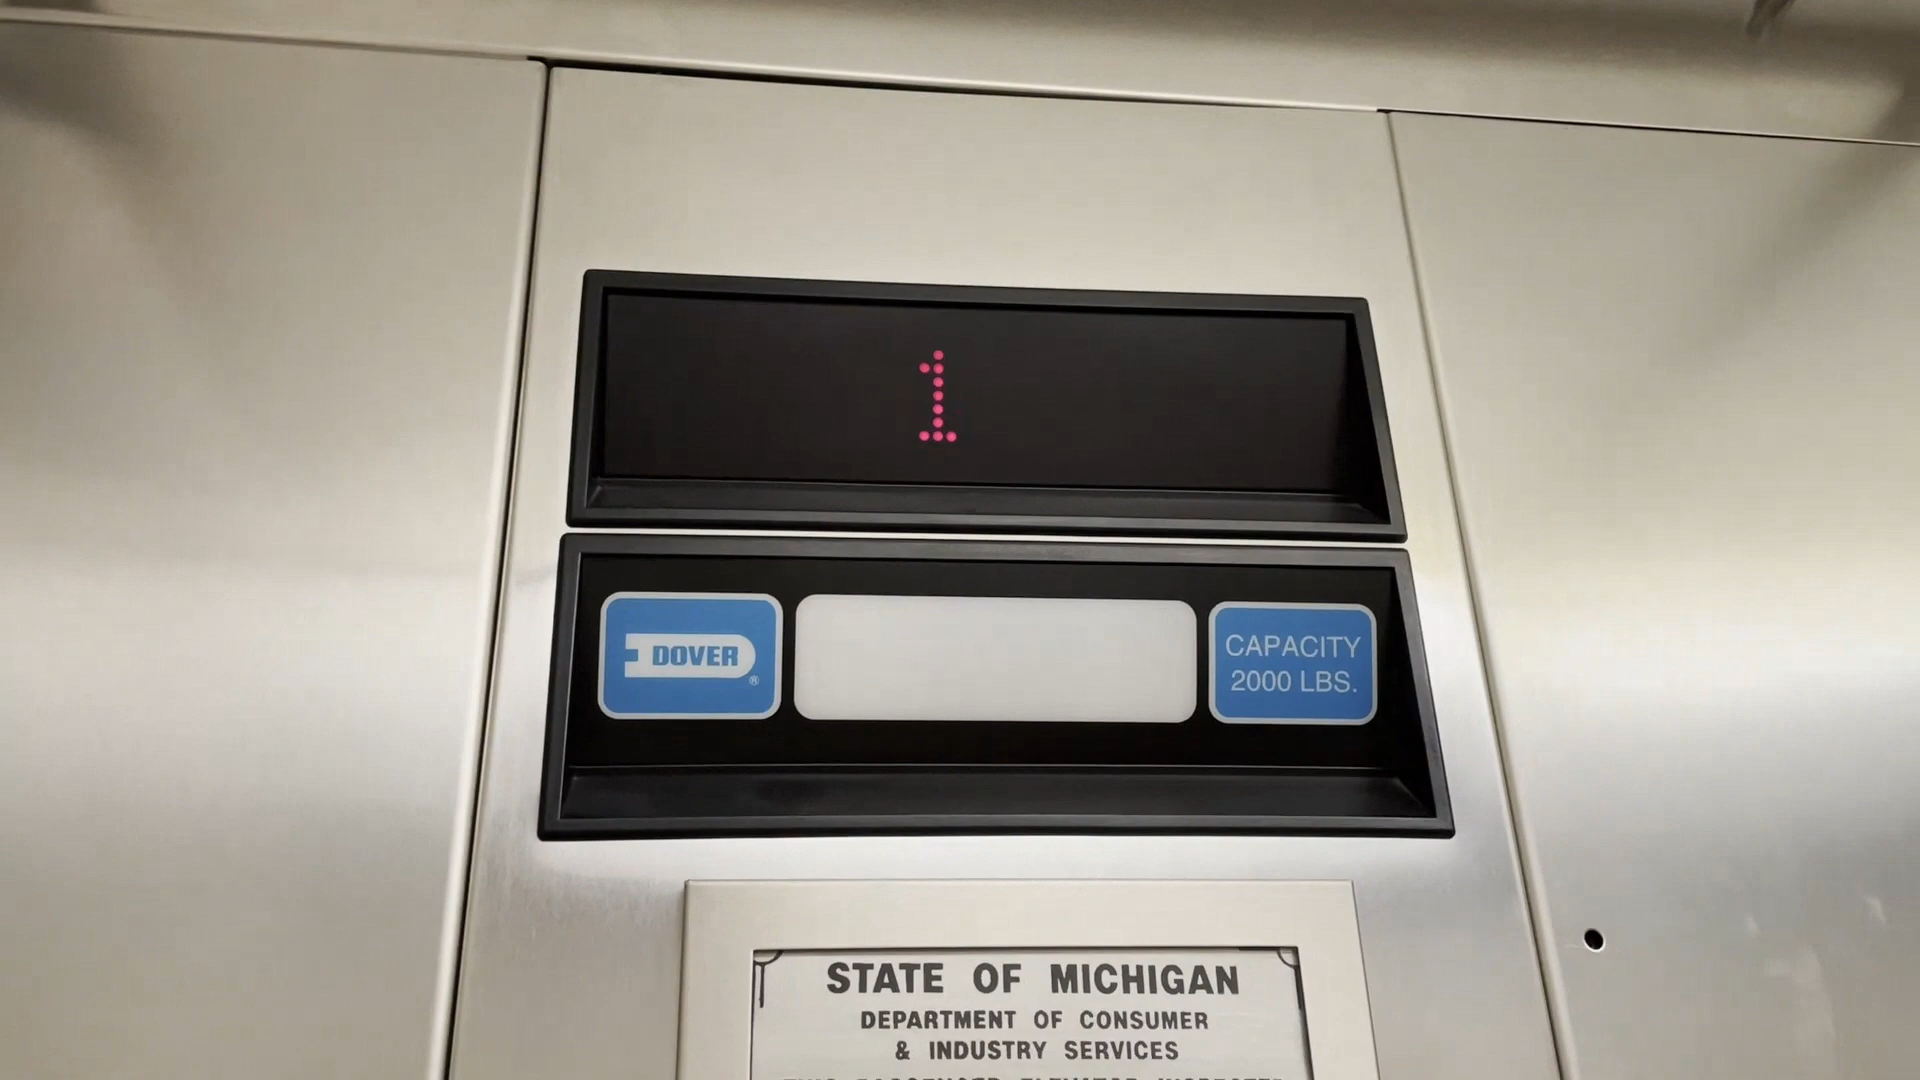 1
DOVER ®
CAPACITY
2000 LBS.
STATE OF MICHIGAN
DEPARTMENT OF CONSUMER
& INDUSTRY SERVICES